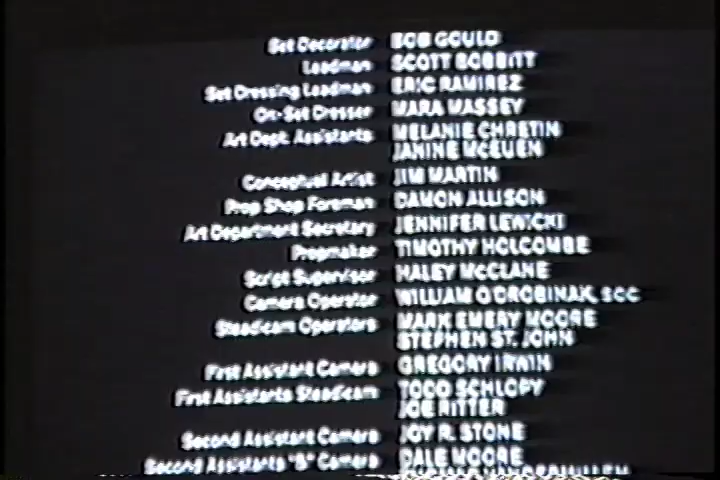 Set Decorator BOB GOULD
Leadman SCOTT BOBBITT
Set Dressing Leadman ERIC RAMIREZ
On-Set Dresser MARA MASSEY
Art Dept. Assistants MELANIE CHRETIN
JANINE McEUEN
Conceptual Artist JIM MARTIN
Prop Shop Foreman DAMON ALLISON
Art Department Secretary JENNIFER LEWICKI
Propmaker TIMOTHY HOLCOMBE
Script Supervisor HALEY McCLANE
Camera Operator WILLIAM O'DROBINAK, SOC
Steadicam Operators MARK EMERY MOORE
STEPHEN ST. JOHN
First Assistant Camera GREGORY IRWIN
First Assistants Steadicam TODD SCHLOPY
JOE RITTER
Second Assistant Camera JOY R. STONE
Second Assistants "B" Camera DALE MOORE